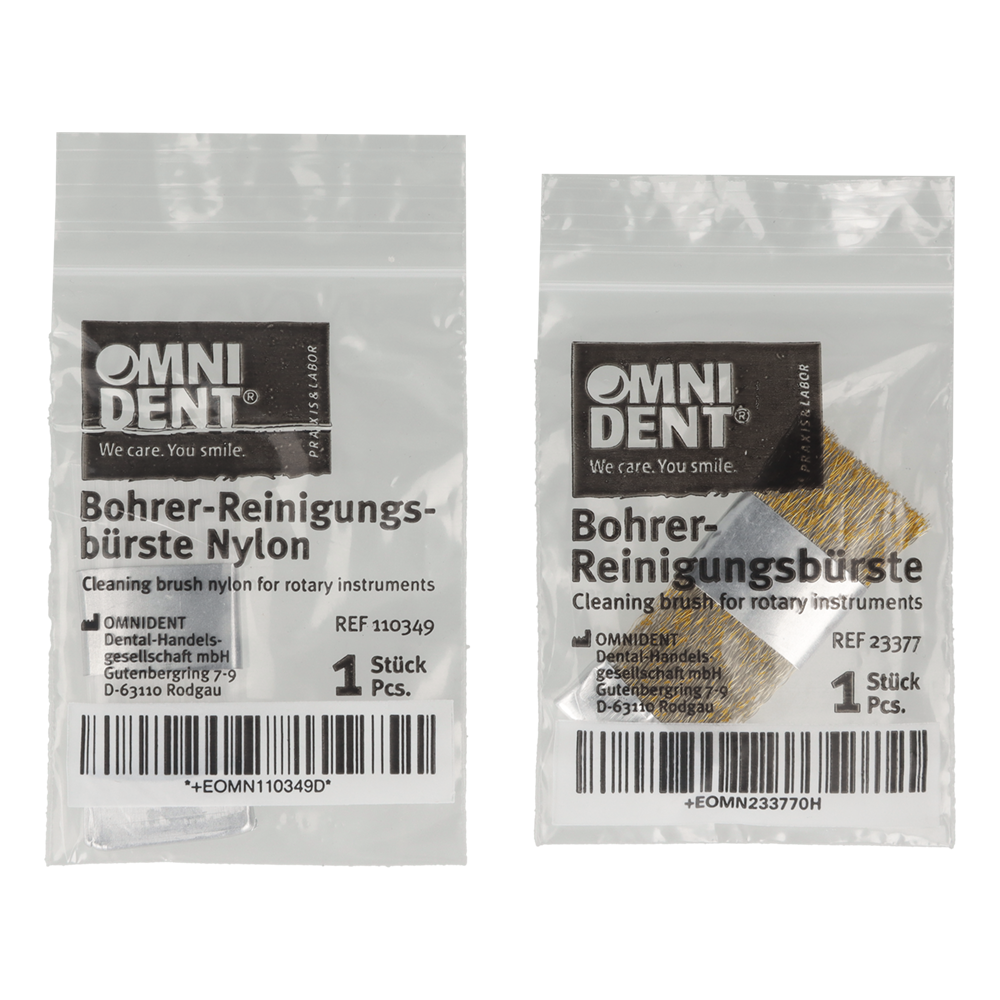 OMNI
DENT®
We care. You smile.
PRAXIS & LABOR
Bohrer-Reinigungs-
bürste Nylon
Cleaning brush nylon for rotary instruments
OMNIDENT
Dental-Handels-
gesellschaft mbH
Gutenbergring 7-9
D-63110 Rodgau
REF 110349
1 Stück
Pcs.
*+EOMN110349D*
OMNI
DENT®
We care. You smile.
PRAXIS & LABOR
Bohrer-
Reinigungsbürste
Cleaning brush for rotary instruments
OMNIDENT
Dental-Handels-
gesellschaft mbH
Gutenbergring 7-9
D-63110 Rodgau
REF 23377
1 Stück
Pcs.
+EOMN233770H